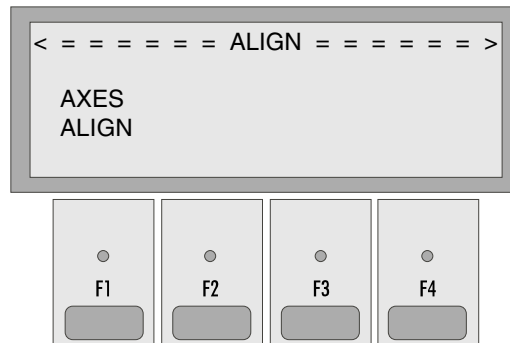 < = = = = = = ALIGN = = = = = = >
AXES
ALIGN
F1 F2 F3 F4